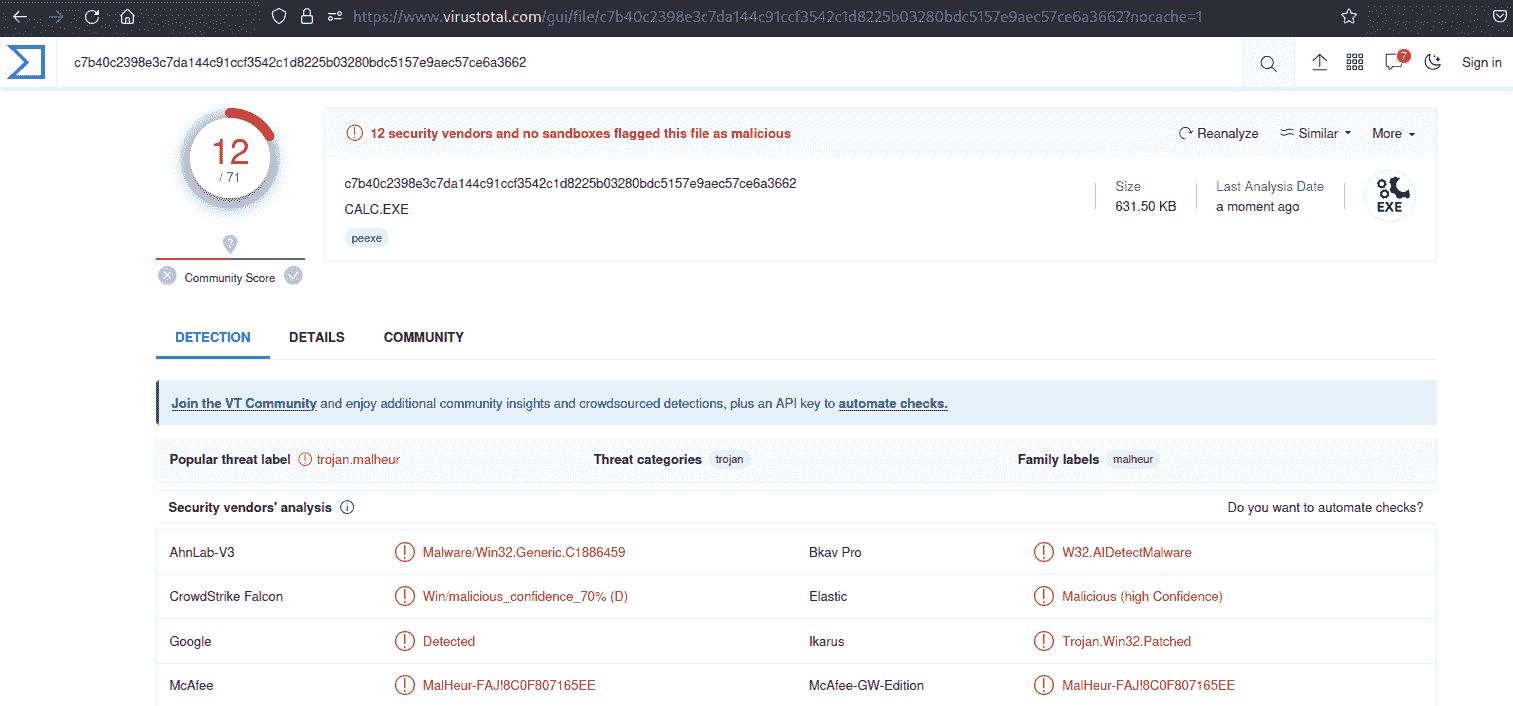 https://www.virustotal.com/gui/file/c7b40c2398e3c7da144c91ccf3542c1d8225b03280bdc5157e9aec57ce6a3662?nocache=1
c7b40c2398e3c7da144c91ccf3542c1d8225b03280bdc5157e9aec57ce6a3662
7
Sign in
12
/ 71
Community Score
12 security vendors and no sandboxes flagged this file as malicious
Reanalyze
Similar
More
c7b40c2398e3c7da144c91ccf3542c1d8225b03280bdc5157e9aec57ce6a3662
CALC.EXE
peexe
Size
631.50 KB
Last Analysis Date
a moment ago
EXE
DETECTION
DETAILS
COMMUNITY
Join the VT Community and enjoy additional community insights and crowdsourced detections, plus an API key to automate checks.
Popular threat label trojan.malheur
Threat categories trojan
Family labels malheur
Security vendors' analysis
Do you want to automate checks?
AhnLab-V3
Malware/Win32.Generic.C1886459
Bkav Pro
W32.AIDetectMalware
CrowdStrike Falcon
Win/malicious_confidence_70% (D)
Elastic
Malicious (high Confidence)
Google
Detected
Ikarus
Trojan.Win32.Patched
McAfee
MalHeur-FAJ!8C0F807165EE
McAfee-GW-Edition
MalHeur-FAJ!8C0F807165EE